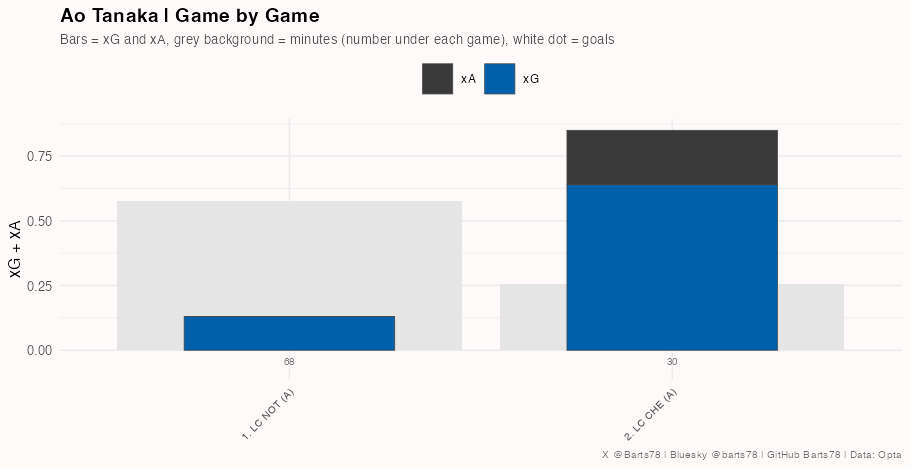 Ao Tanaka | Game by Game
Bars = xG and xA, grey background = minutes (number under each game), white dot = goals
xA xG
xG + xA
0.75
0.50
0.25
0.00
68 30
1. LC NOT (A) 2. LC CHE (A)
X @Barts78 | Bluesky @barts78 | GitHub Barts78 | Data: Opta